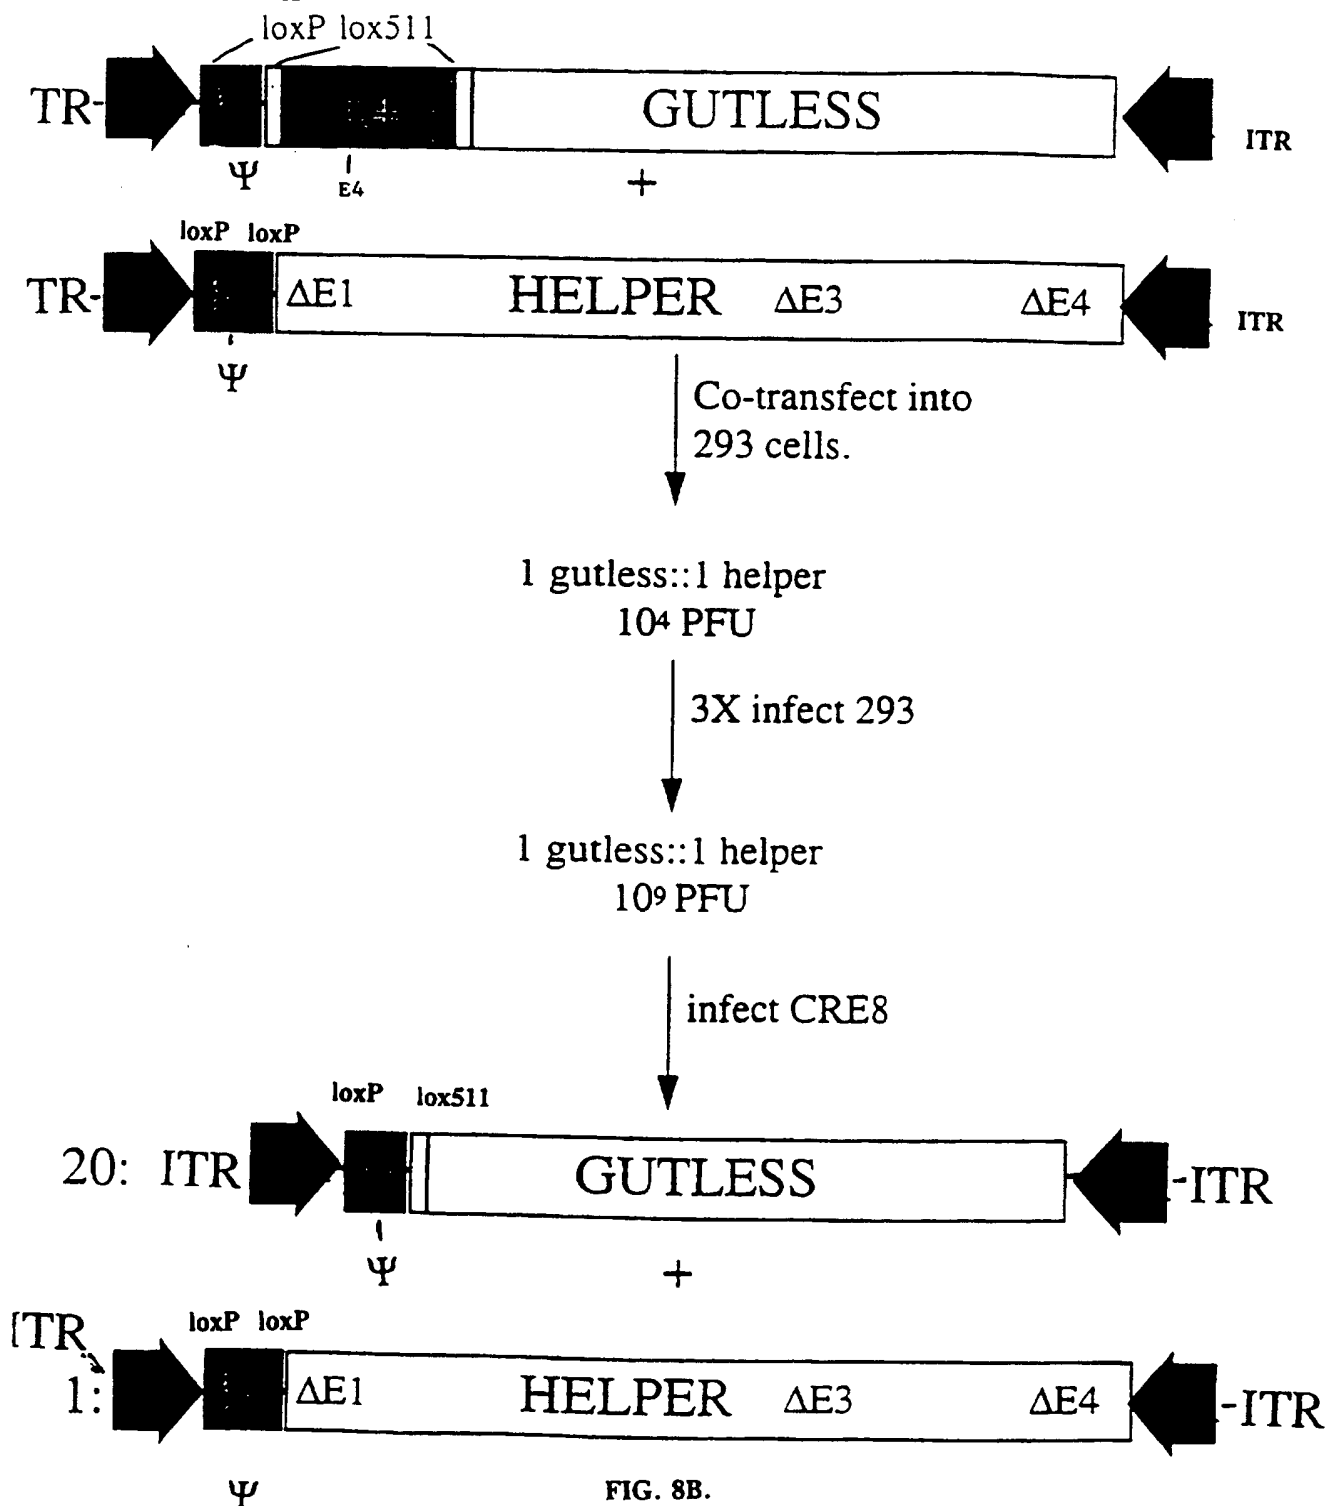 loxP lox511
TR- GUTLESS ITR
Ψ E4 +
loxP loxP
TR- ΔE1 HELPER ΔE3 ΔE4 ITR
Ψ
Co-transfect into
293 cells.
1 gutless::1 helper
10⁴ PFU
3X infect 293
1 gutless::1 helper
10⁹ PFU
infect CRE8
loxP lox511
20: ITR GUTLESS -ITR
Ψ +
ITR loxP loxP
1: ΔE1 HELPER ΔE3 ΔE4 -ITR
Ψ
FIG. 8B.